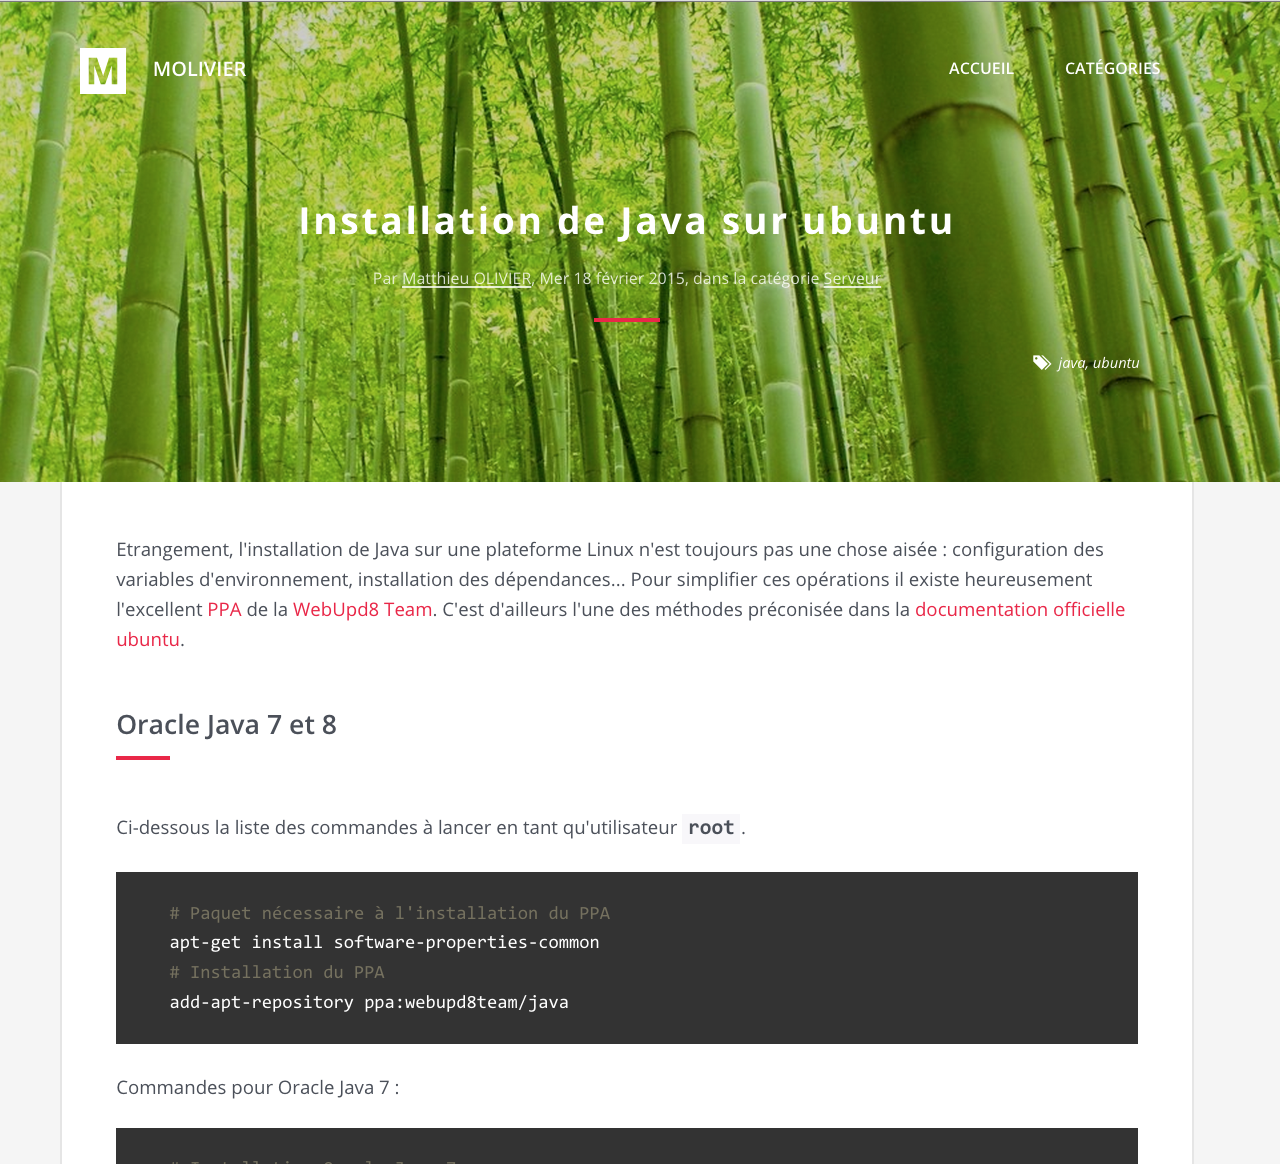 M MOLIVIER ACCUEIL CATÉGORIES
Installation de Java sur ubuntu
Par Matthieu OLIVIER, Mer 18 février 2015, dans la catégorie Serveur
java, ubuntu
Etrangement, l'installation de Java sur une plateforme Linux n'est toujours pas une chose aisée : configuration des
variables d'environnement, installation des dépendances... Pour simplifier ces opérations il existe heureusement
l'excellent PPA de la WebUpd8 Team. C'est d'ailleurs l'une des méthodes préconisée dans la documentation officielle
ubuntu.
Oracle Java 7 et 8
Ci-dessous la liste des commandes à lancer en tant qu'utilisateur root.
# Paquet nécessaire à l'installation du PPA
apt-get install software-properties-common
# Installation du PPA
add-apt-repository ppa:webupd8team/java
Commandes pour Oracle Java 7 :